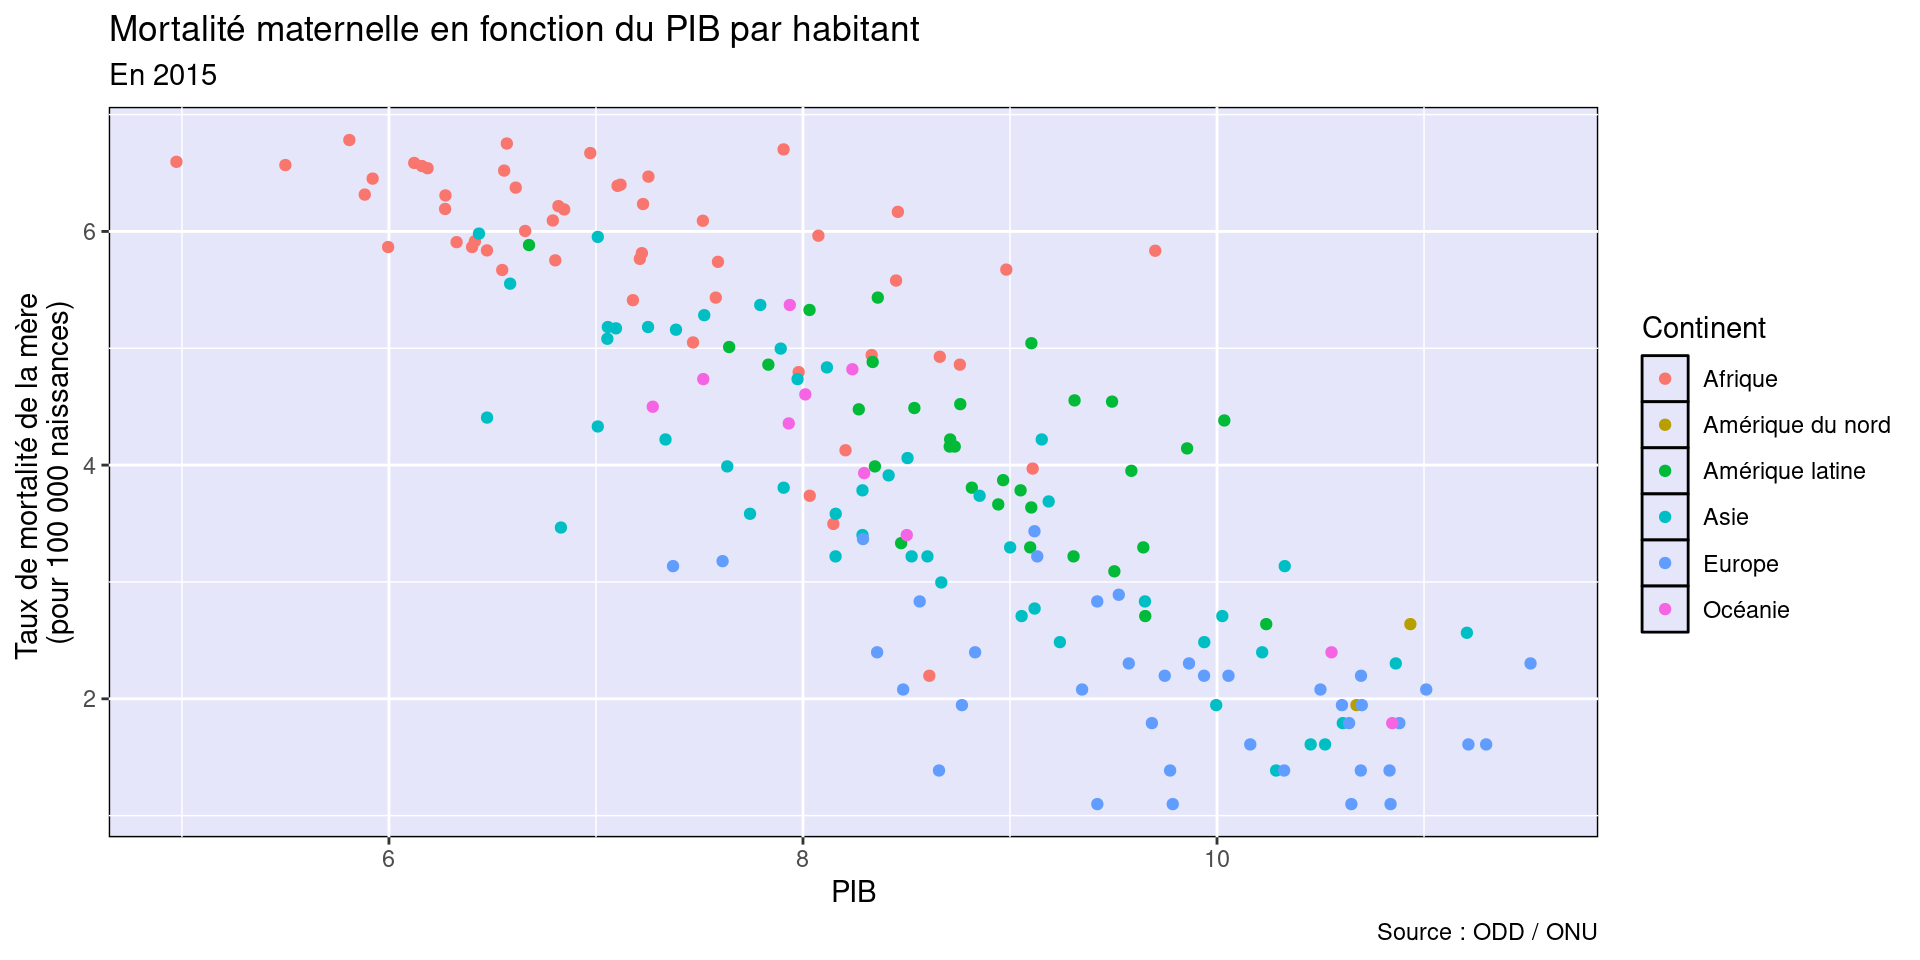 Mortalité maternelle en fonction du PIB par habitant
En 2015
Taux de mortalité de la mère
(pour 100 000 naissances)
6
4
2
6
8
10
PIB
Continent
Afrique
Amérique du nord
Amérique latine
Asie
Europe
Océanie
Source : ODD / ONU